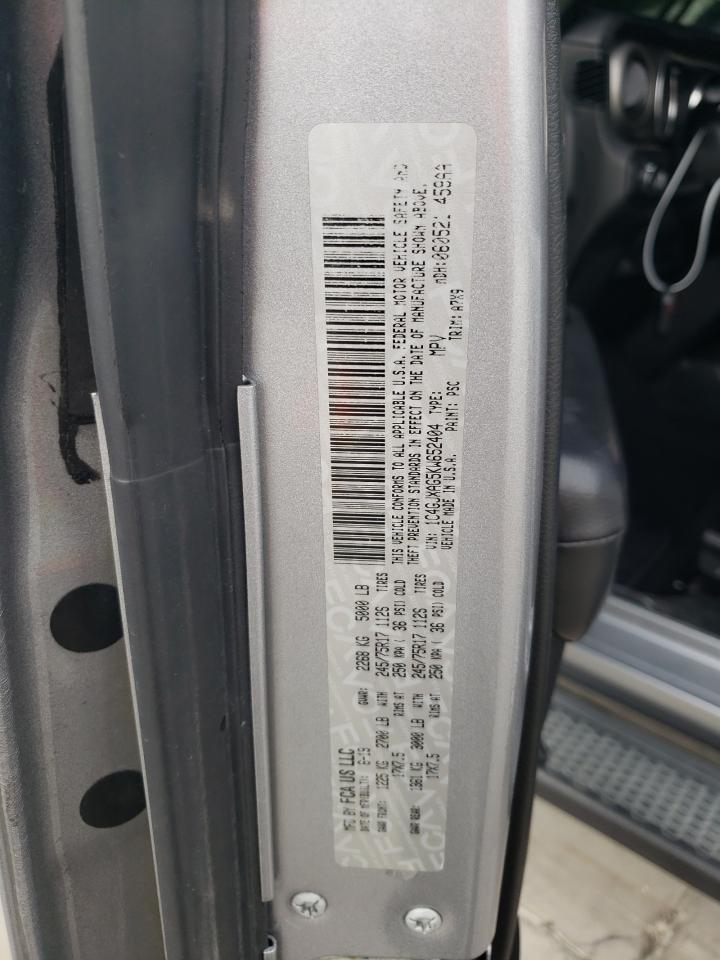 MFD BY FCA US LLC
DATE OF MFR(BUILT): 6-19 GVWR: 2268 KG 5000 LB
GAWR FRONT: 1225 KG 2700 LB WITH 245/75R17 112S TIRES
17X7.5 RIMS AT 250 KPA ( 36 PSI) COLD
GAWR REAR: 1361 KG 3000 LB WITH 245/75R17 112S TIRES
17X7.5 RIMS AT 250 KPA ( 36 PSI) COLD
THIS VEHICLE CONFORMS TO ALL APPLICABLE U.S.A. FEDERAL MOTOR VEHICLE SAFETY AND
THEFT PREVENTION STANDARDS IN EFFECT ON THE DATE OF MANUFACTURE SHOWN ABOVE.
VIN: 1C4GJXAG5KW652404 TYPE: MPV MDH: 060521 458AA
VEHICLE MADE IN U.S.A. PAINT: PSC TRIM: A7X9